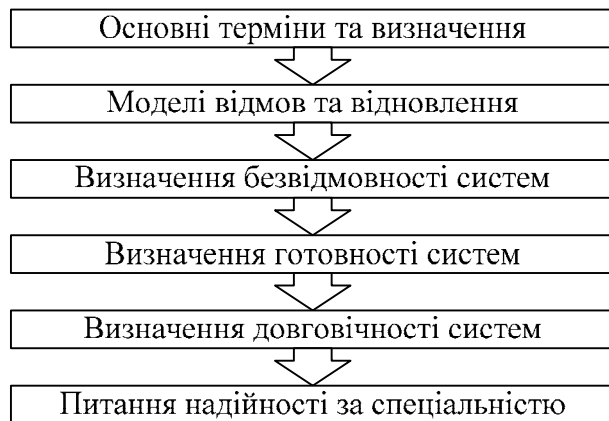 Основні терміни та визначення
Моделі відмов та відновлення
Визначення безвідмовності систем
Визначення готовності систем
Визначення довговічності систем
Питання надійності за спеціальністю